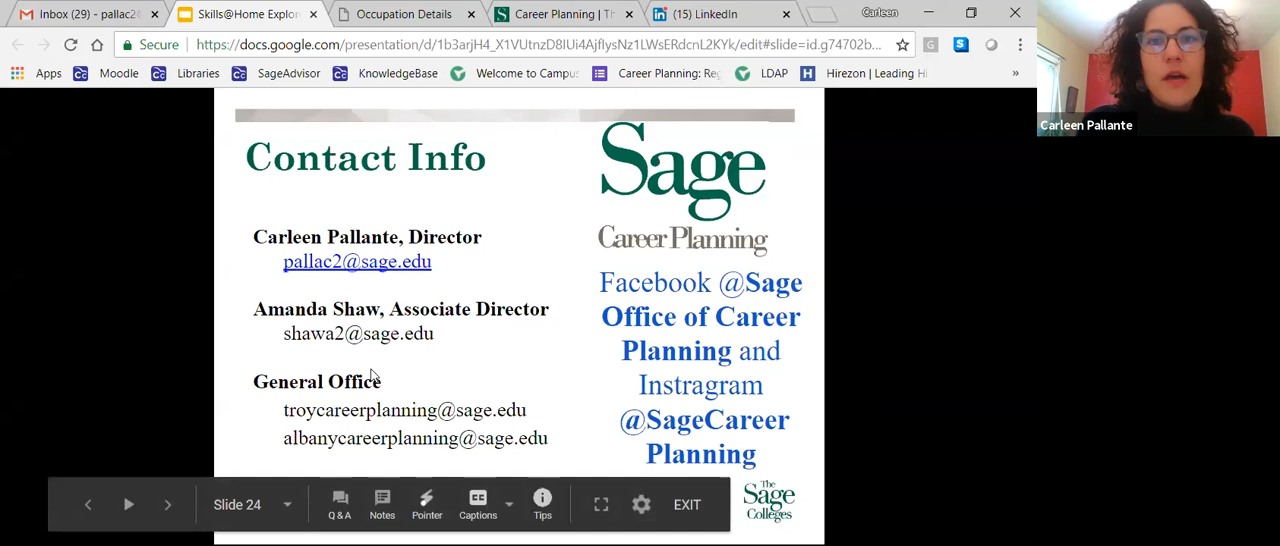 Inbox (29) - pallac2@
Skills@Home Explor
Occupation Details
Career Planning | Th
(15) LinkedIn
Carleen
Secure
https://docs.google.com/presentation/d/1b3arjH4_X1VUtnzD8IUi4AjfIysNz1LWsERdcnL2KYk/edit#slide=id.g74702b...
Apps
Moodle
Libraries
SageAdvisor
KnowledgeBase
Welcome to Campus
Career Planning: Reg
LDAP
Hirezon | Leading Hi
Carleen Pallante
Contact Info
Carleen Pallante, Director
pallac2@sage.edu
Amanda Shaw, Associate Director
shawa2@sage.edu
General Office
troycareerplanning@sage.edu
albanycareerplanning@sage.edu
Sage
Career Planning
Facebook @Sage
Office of Career
Planning and
Instragram
@SageCareer
Planning
Slide 24
Q & A
Notes
Pointer
Captions
Tips
EXIT
The
Sage
Colleges